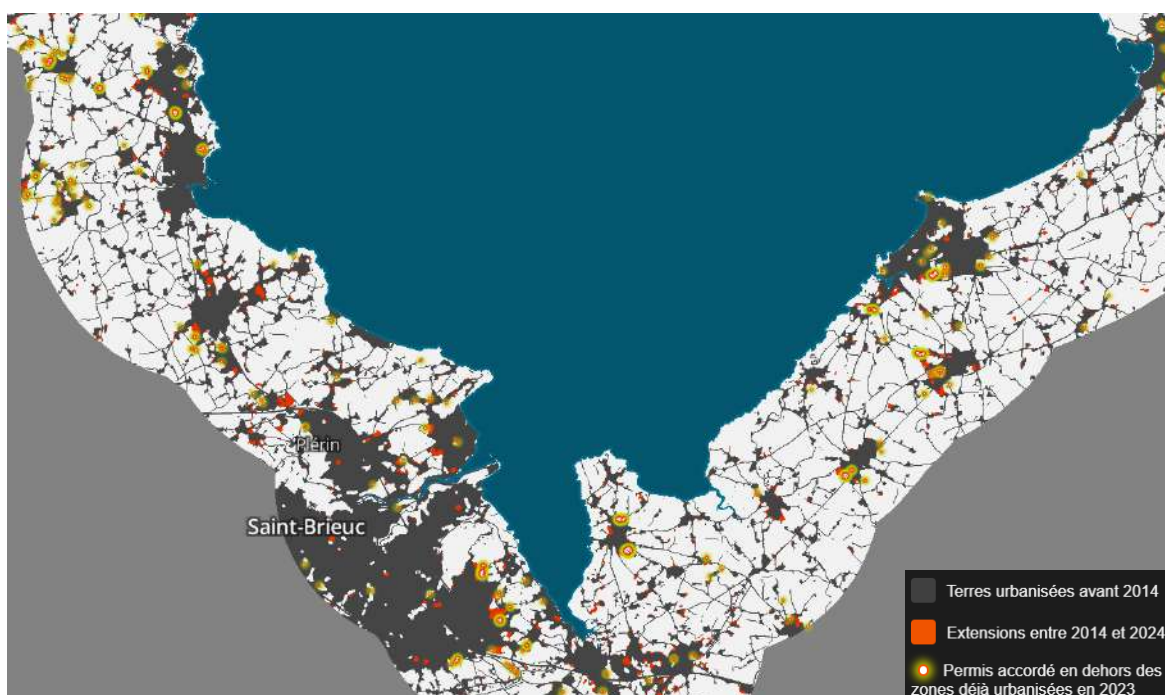 Plérin
Saint-Brieuc
Terres urbanisées avant 2014
Extensions entre 2014 et 2024
Permis accordé en dehors des
zones déjà urbanisées en 2023